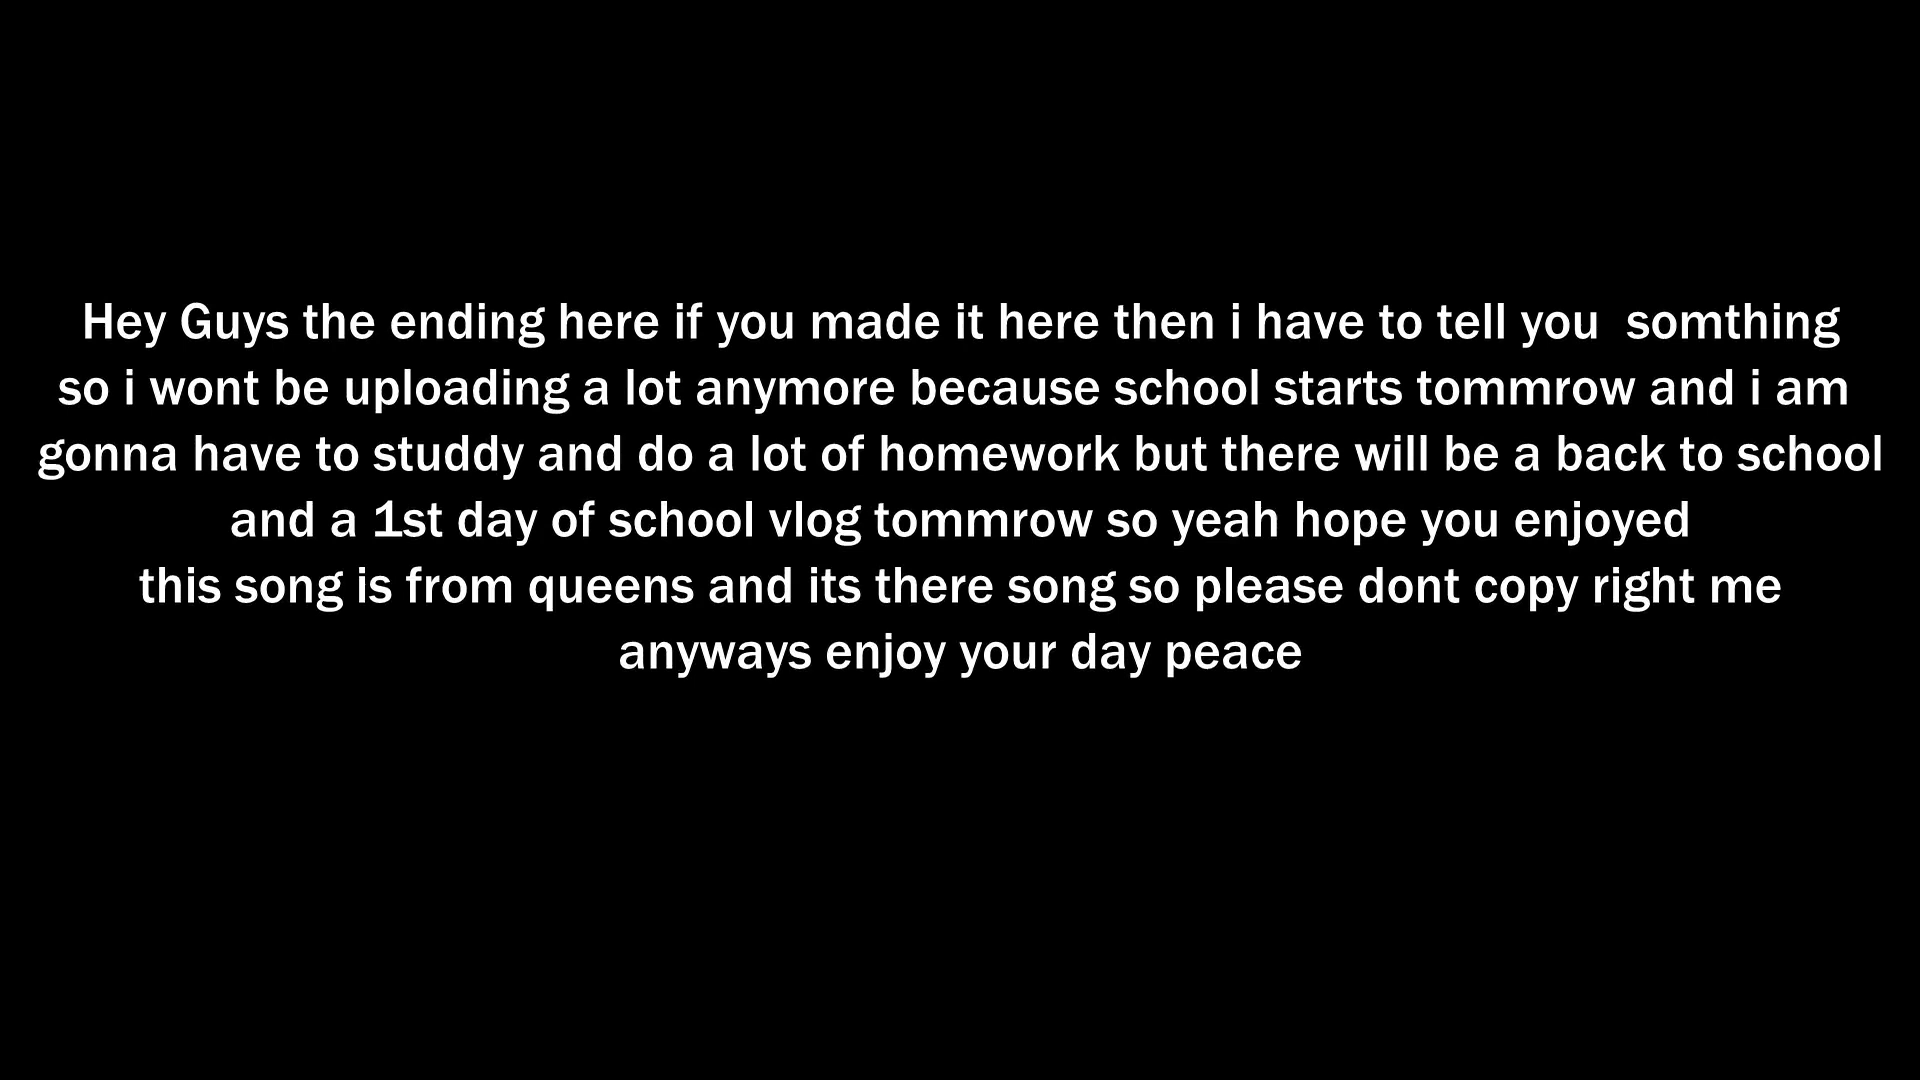 Hey Guys the ending here if you made it here then i have to tell you  somthing
so i wont be uploading a lot anymore because school starts tommrow and i am
gonna have to studdy and do a lot of homework but there will be a back to school
and a 1st day of school vlog tommrow so yeah hope you enjoyed
this song is from queens and its there song so please dont copy right me
anyways enjoy your day peace